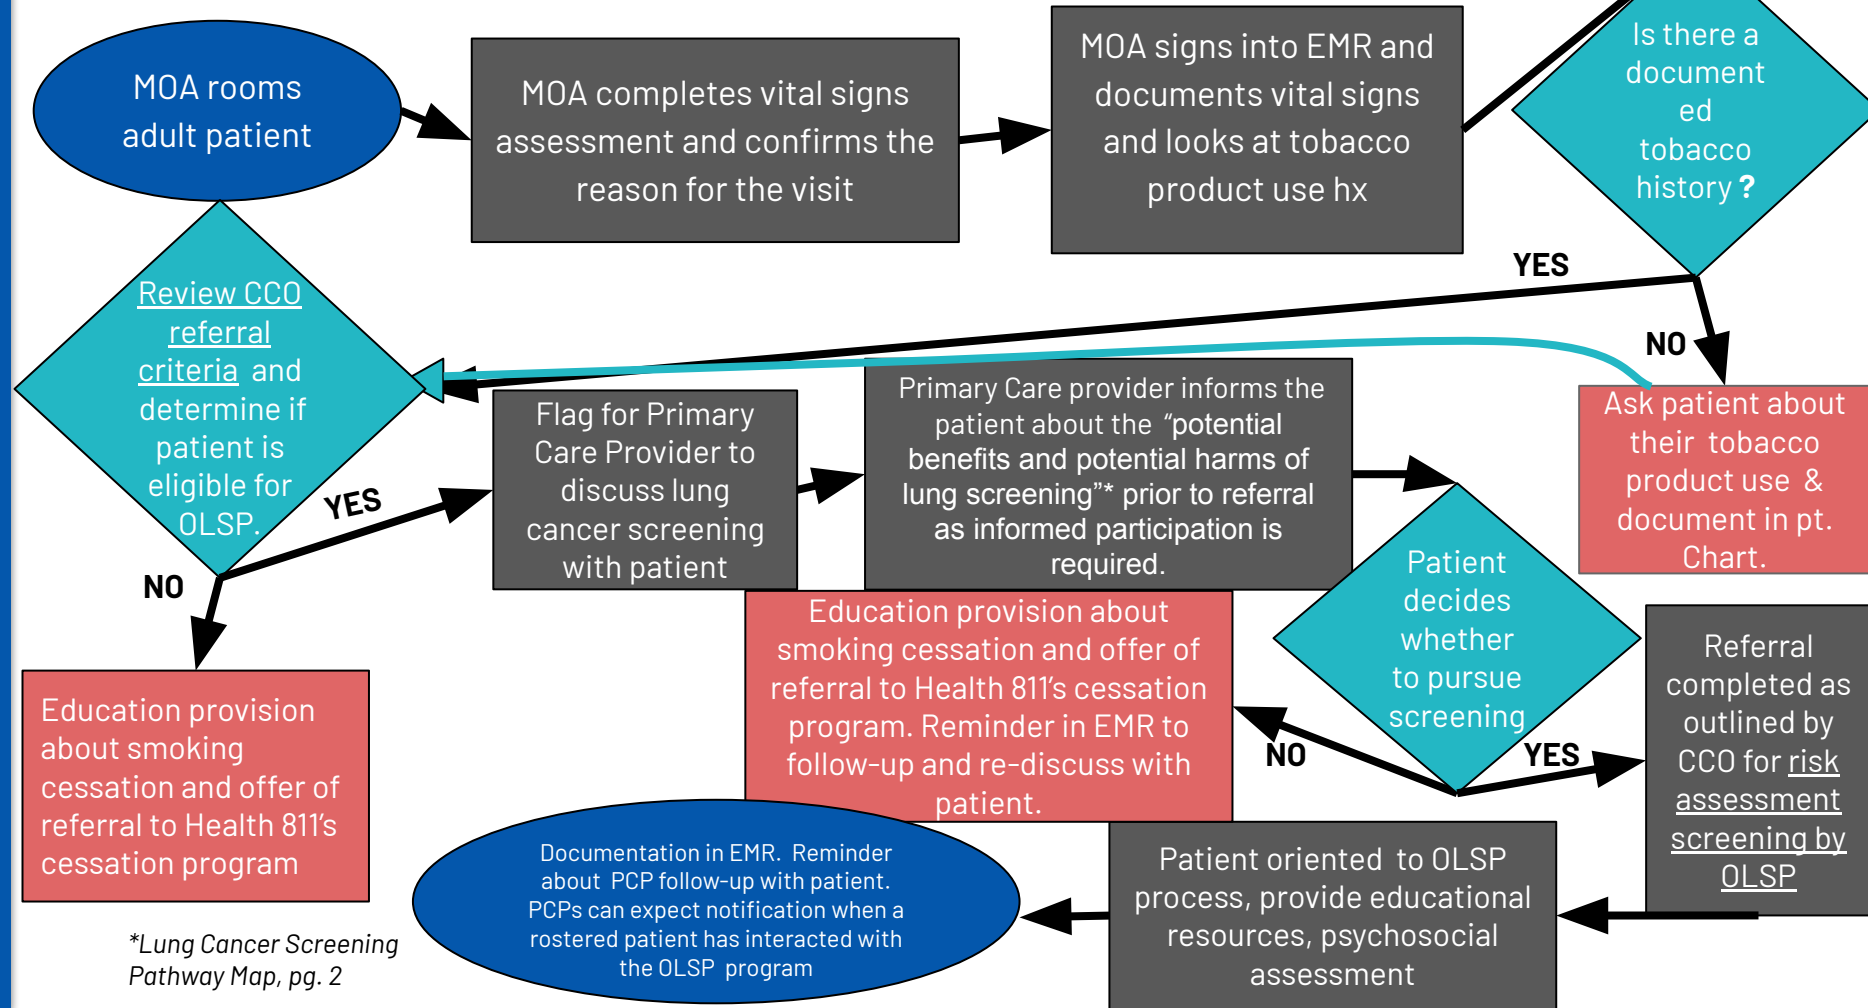 MOA rooms
adult patient
MOA completes vital signs
assessment and confirms the
reason for the visit
MOA signs into EMR and
documents vital signs
and looks at tobacco
product use hx
Is there a
document
ed
tobacco
history ?
YES
NO
Ask patient about
their tobacco
product use &
document in pt.
Chart.
Review CCO
referral
criteria and
determine if
patient is
eligible for
OLSP.
YES
NO
Education provision
about smoking
cessation and offer of
referral to Health 811's
cessation program
Flag for Primary
Care Provider to
discuss lung
cancer screening
with patient
Primary Care provider informs the
patient about the “potential
benefits and potential harms of
lung screening”* prior to referral
as informed participation is
required.
Patient
decides
whether
to pursue
screening
NO
YES
Education provision about
smoking cessation and offer of
referral to Health 811's cessation
program. Reminder in EMR to
follow-up and re-discuss with
patient.
Referral
completed as
outlined by
CCO for risk
assessment
screening by
OLSP
Patient oriented to OLSP
process, provide educational
resources, psychosocial
assessment
Documentation in EMR. Reminder
about PCP follow-up with patient.
PCPs can expect notification when a
rostered patient has interacted with
the OLSP program
*Lung Cancer Screening
Pathway Map, pg. 2